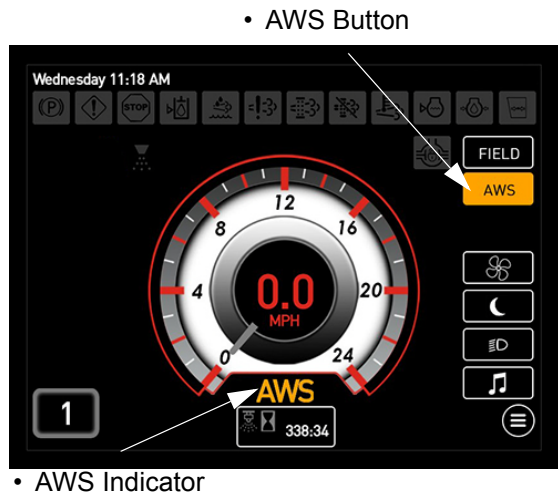 • AWS Button
Wednesday 11:18 AM
(P)
STOP
FIELD
AWS
12
8
16
4
0.0
20
MPH
0
24
AWS
1
338:34
• AWS Indicator